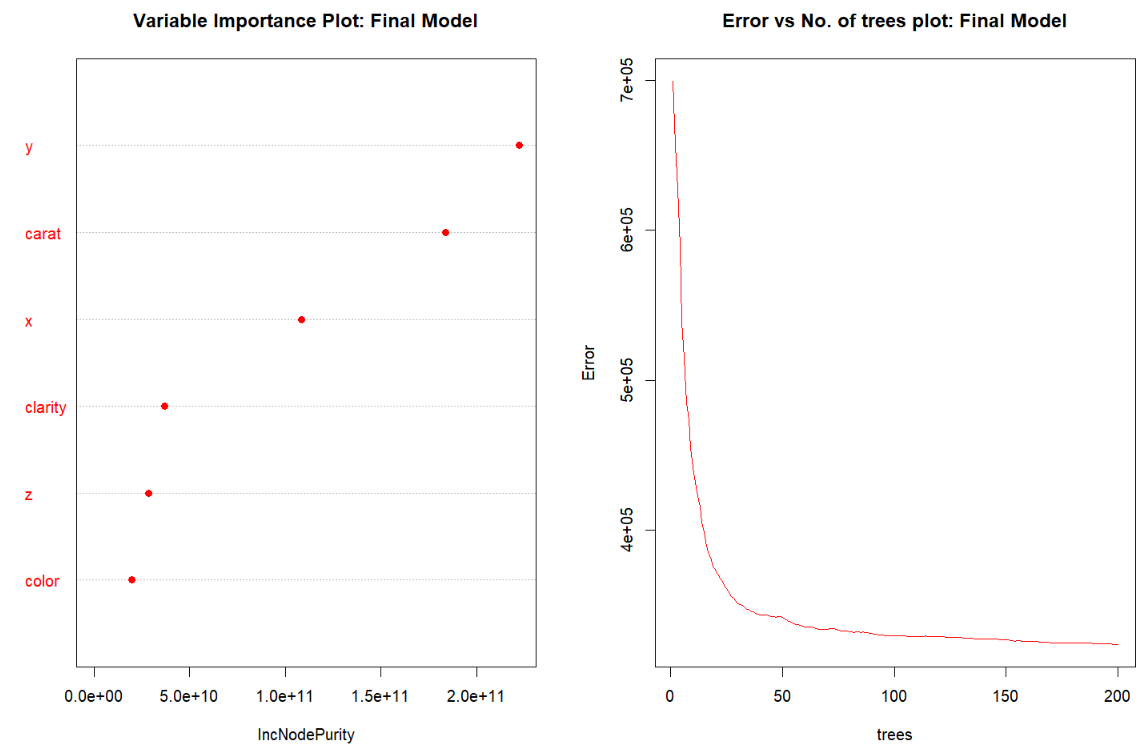 Variable Importance Plot: Final Model
y
carat
x
clarity
z
color
0.0e+00 5.0e+10 1.0e+11 1.5e+11 2.0e+11
IncNodePurity
Error vs No. of trees plot: Final Model
7e+05
6e+05
5e+05
4e+05
Error
0 50 100 150 200
trees